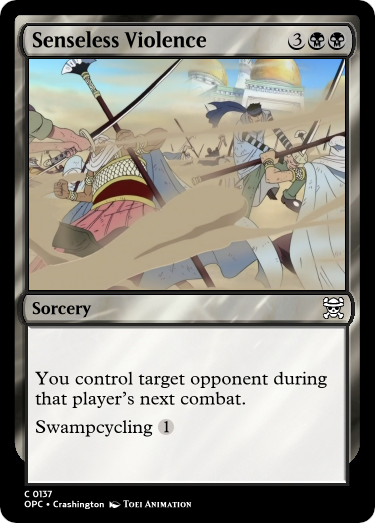 Senseless Violence 3
Sorcery
You control target opponent during
that player's next combat.
Swampcycling 1
C 0137
OPC • Crashington Toei Animation